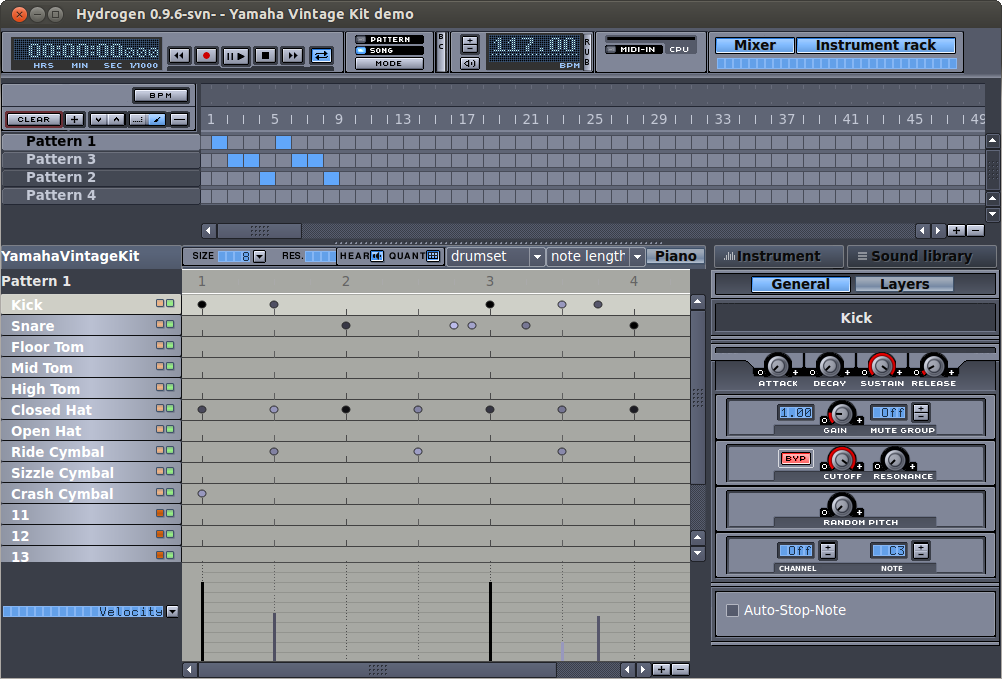 Hydrogen 0.9.6-svn- - Yamaha Vintage Kit demo
00:00:00:000
HRS MIN SEC 1/1000
PATTERN
SONG
MODE
B
C
117.00
BPM
R
U
B
MIDI-IN CPU
Mixer Instrument rack
BPM
CLEAR
1 5 9 13 17 21 25 29 33 37 41 45 49
Pattern 1
Pattern 3
Pattern 2
Pattern 4
YamahaVintageKit
SIZE 8 RES. HEAR QUANT drumset note length Piano
Pattern 1
1 2 3 4
Kick
Snare
Floor Tom
Mid Tom
High Tom
Closed Hat
Open Hat
Ride Cymbal
Sizzle Cymbal
Crash Cymbal
11
12
13
Velocity
Instrument Sound library
General Layers
Kick
ATTACK DECAY SUSTAIN RELEASE
1.00 Off
GAIN MUTE GROUP
BYP
CUTOFF RESONANCE
RANDOM PITCH
Off C3
CHANNEL NOTE
Auto-Stop-Note